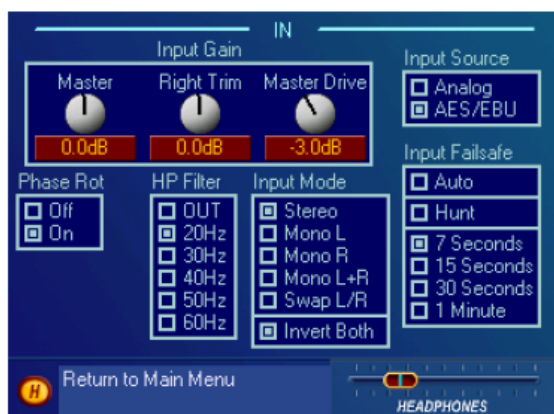 IN
Input Gain
Master
Right Trim
Master Drive
0.0dB
0.0dB
-3.0dB
Input Source
Analog
AES/EBU
Phase Rot
Off
On
HP Filter
OUT
20Hz
30Hz
40Hz
50Hz
60Hz
Input Mode
Stereo
Mono L
Mono R
Mono L+R
Swap L/R
Invert Both
Input Failsafe
Auto
Hunt
7 Seconds
15 Seconds
30 Seconds
1 Minute
H
Return to Main Menu
HEADPHONES